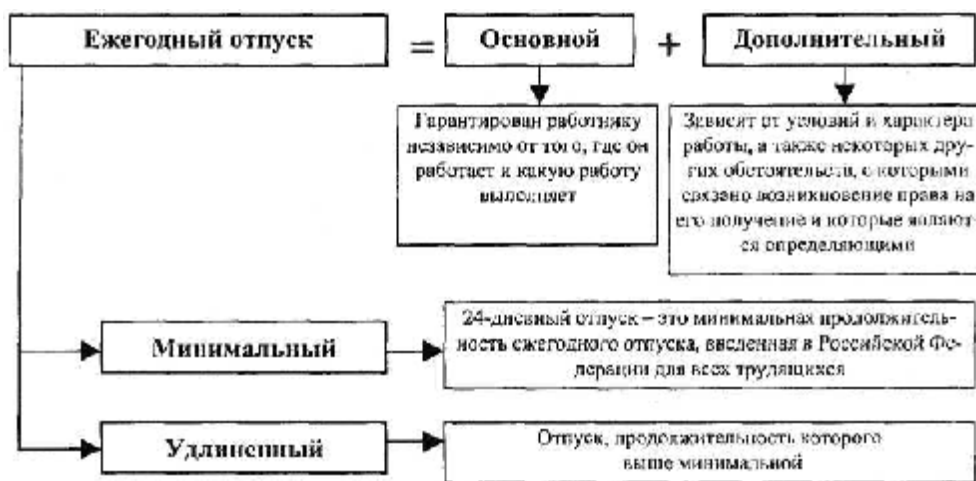 Ежегодный отпуск = Основной + Дополнительный
Гарантирован работнику
независимо от того, где он
работает и какую работу
выполняет
Зависит от условий и характера
работы, а также некоторых дру-
гих обстоятельств, с которыми
связано возникновение права на
его получение и которые являют-
ся определяющими
Минимальный
24-дневный отпуск – это минимальная продолжитель-
ность ежегодного отпуска, введенная в Российской Фе-
дерации для всех трудящихся
Удлиненный
Отпуск, продолжительность которого
выше минимальной